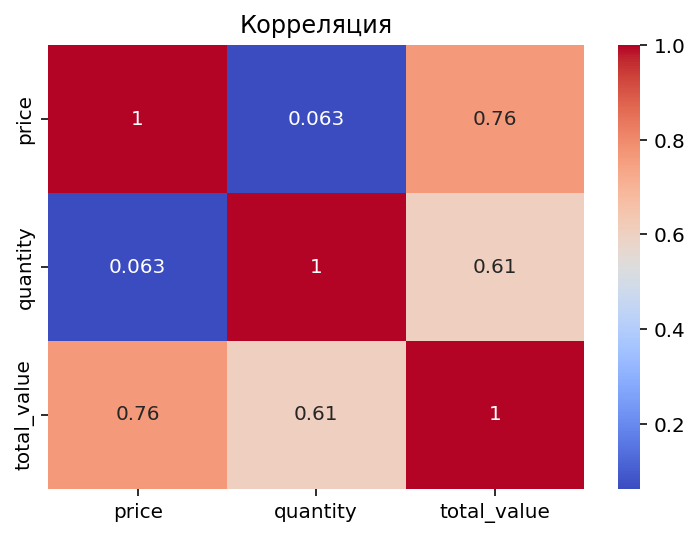 Корреляция
price
1
0.063
0.76
quantity
0.063
1
0.61
total_value
0.76
0.61
1
price
quantity
total_value
1.0
0.8
0.6
0.4
0.2